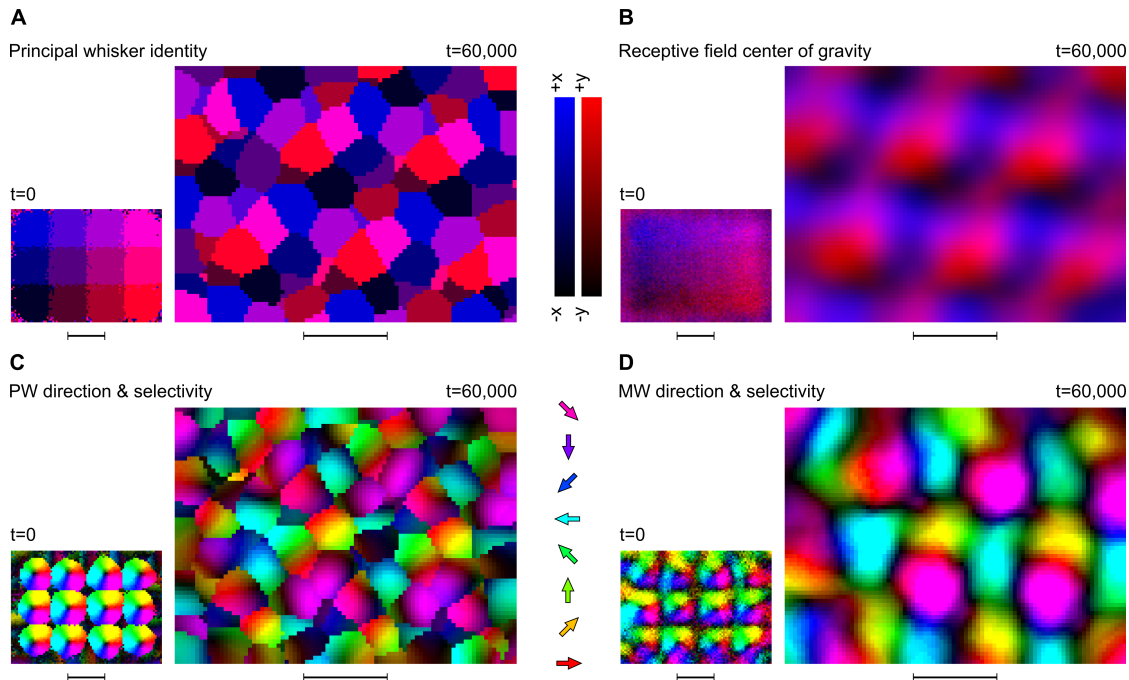 A
Principal whisker identity t=60,000
t=0
+x +y
-x -y
B
Receptive field center of gravity t=60,000
t=0
C
PW direction & selectivity t=60,000
t=0
D
MW direction & selectivity t=60,000
t=0